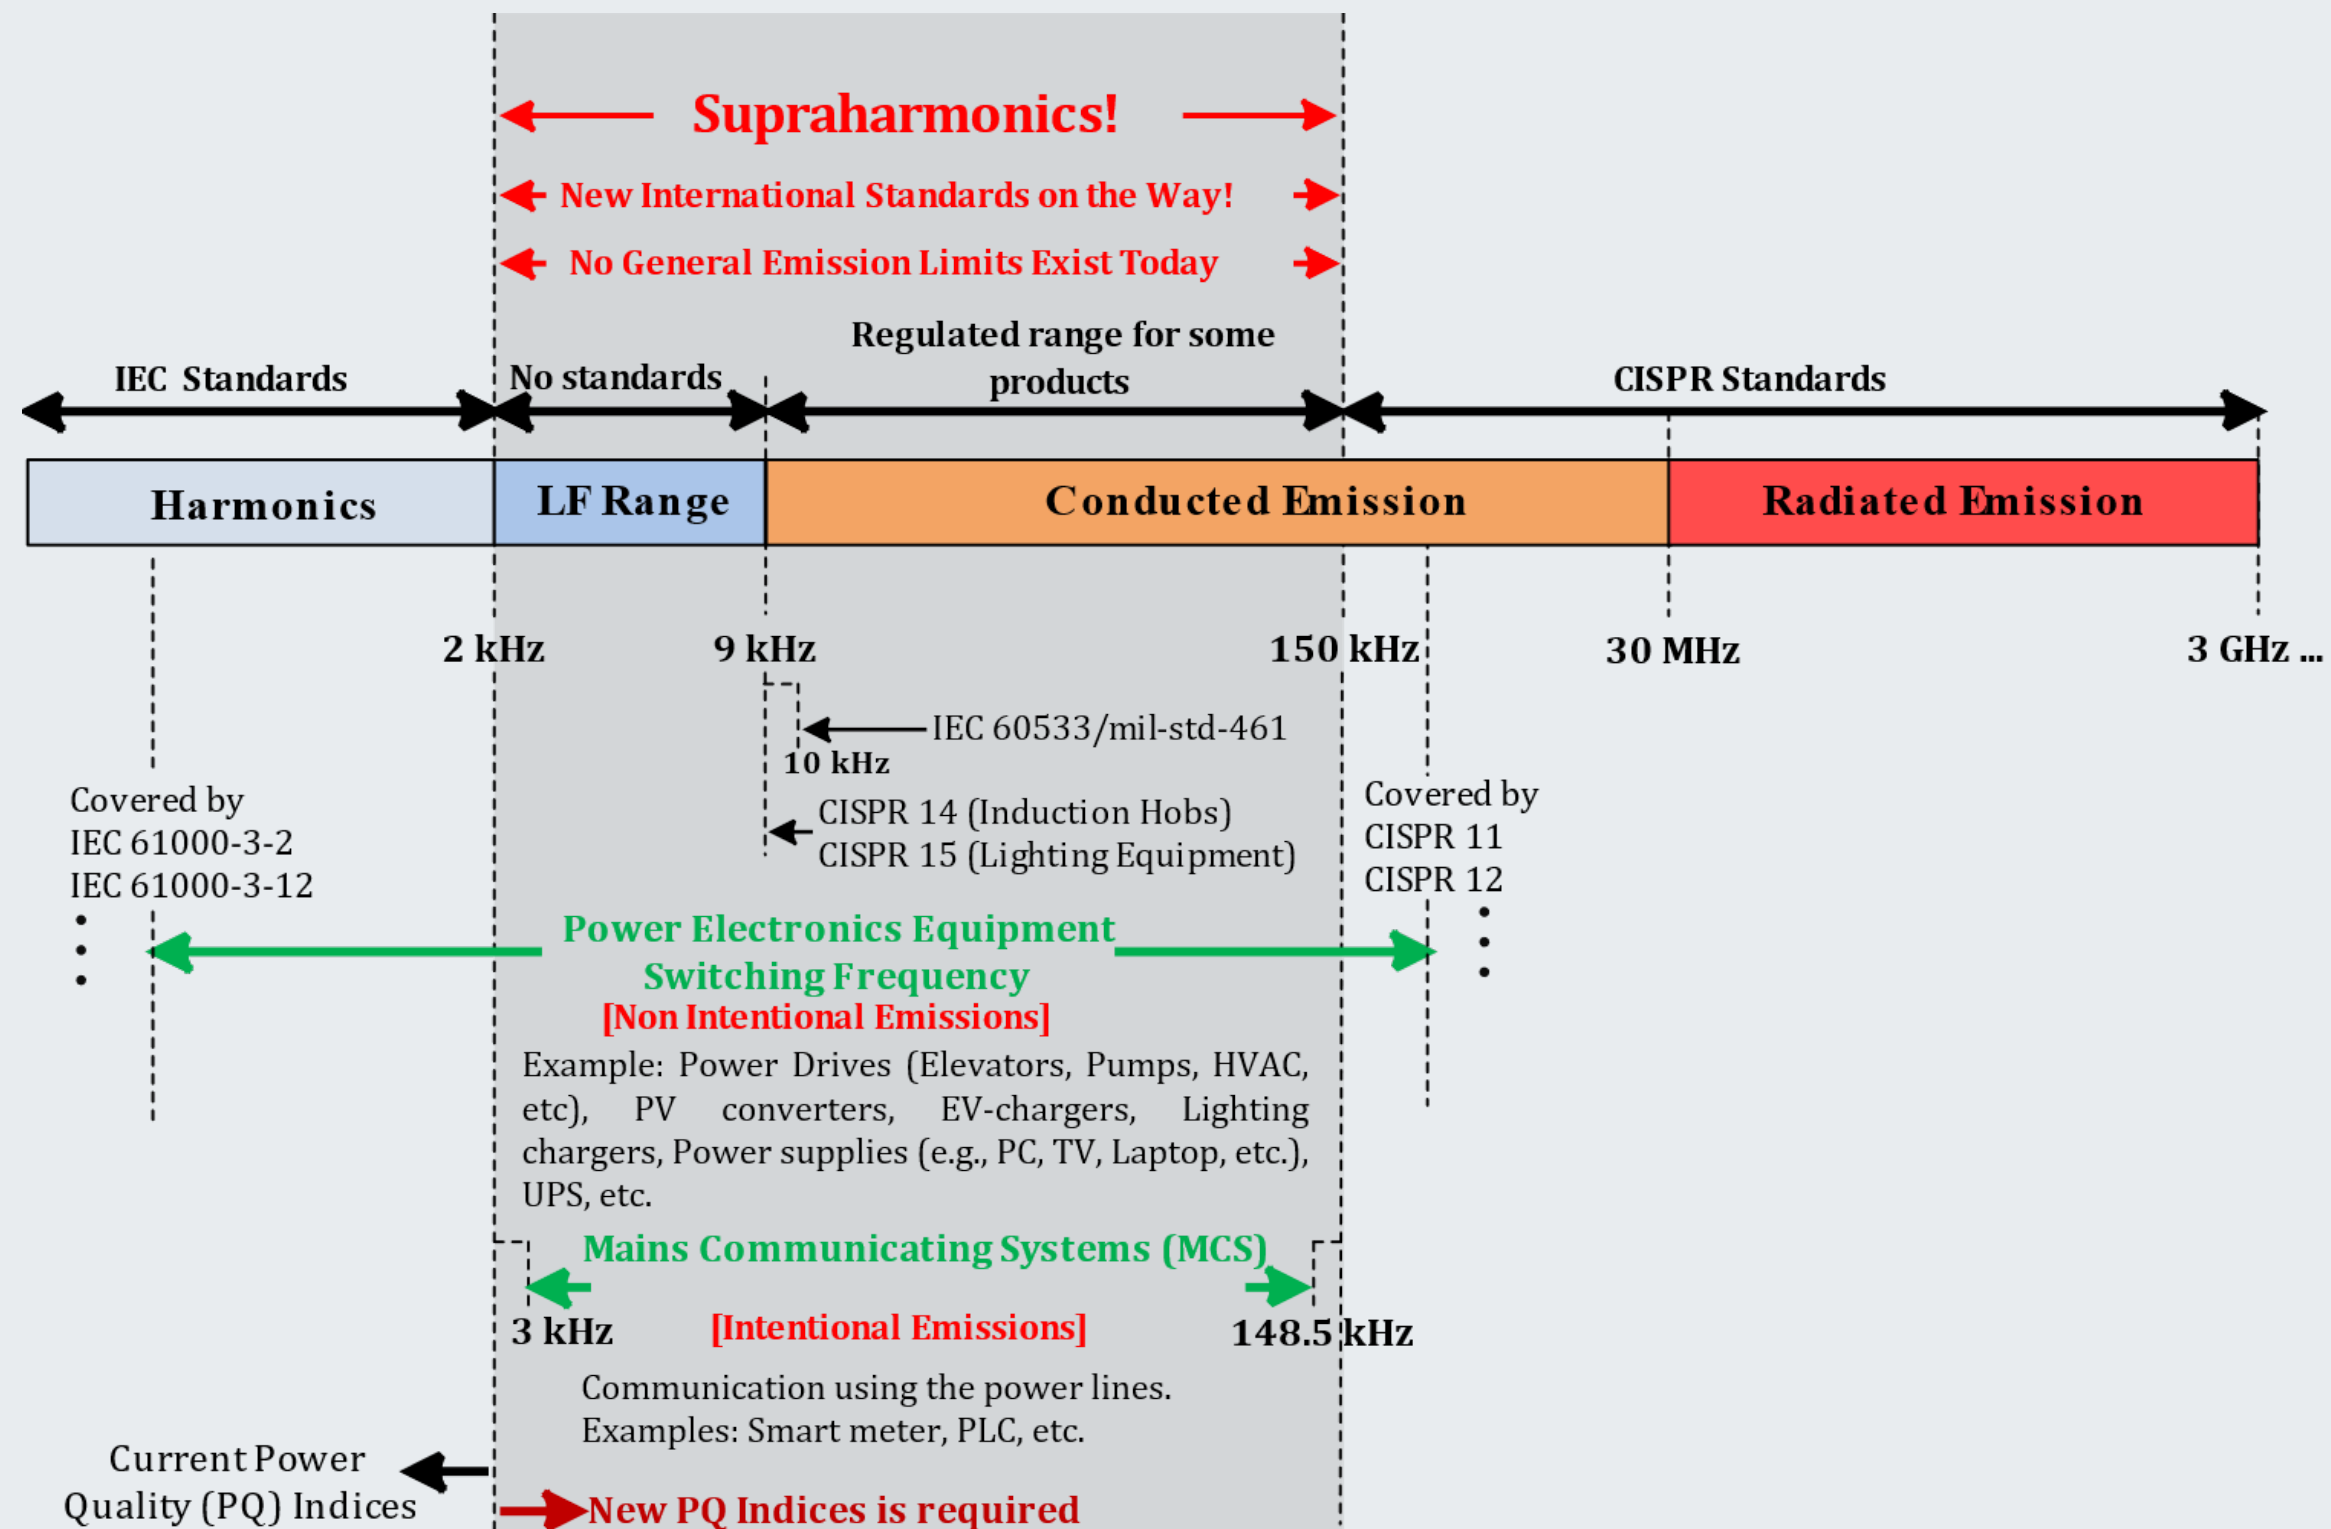 Supraharmonics!
New International Standards on the Way!
No General Emission Limits Exist Today
Regulated range for some
products
IEC Standards
No standards
CISPR Standards
Harmonics
LF Range
Conducted Emission
Radiated Emission
2 kHz
9 kHz
150 kHz
30 MHz
3 GHz ...
IEC 60533/mil-std-461
10 kHz
CISPR 14 (Induction Hobs)
CISPR 15 (Lighting Equipment)
Covered by
IEC 61000-3-2
IEC 61000-3-12
Covered by
CISPR 11
CISPR 12
Power Electronics Equipment
Switching Frequency
[Non Intentional Emissions]
Example: Power Drives (Elevators, Pumps, HVAC,
etc), PV converters, EV-chargers, Lighting
chargers, Power supplies (e.g., PC, TV, Laptop, etc.),
UPS, etc.
Mains Communicating Systems (MCS)
3 kHz
[Intentional Emissions]
148.5 kHz
Communication using the power lines.
Examples: Smart meter, PLC, etc.
Current Power
Quality (PQ) Indices
New PQ Indices is required